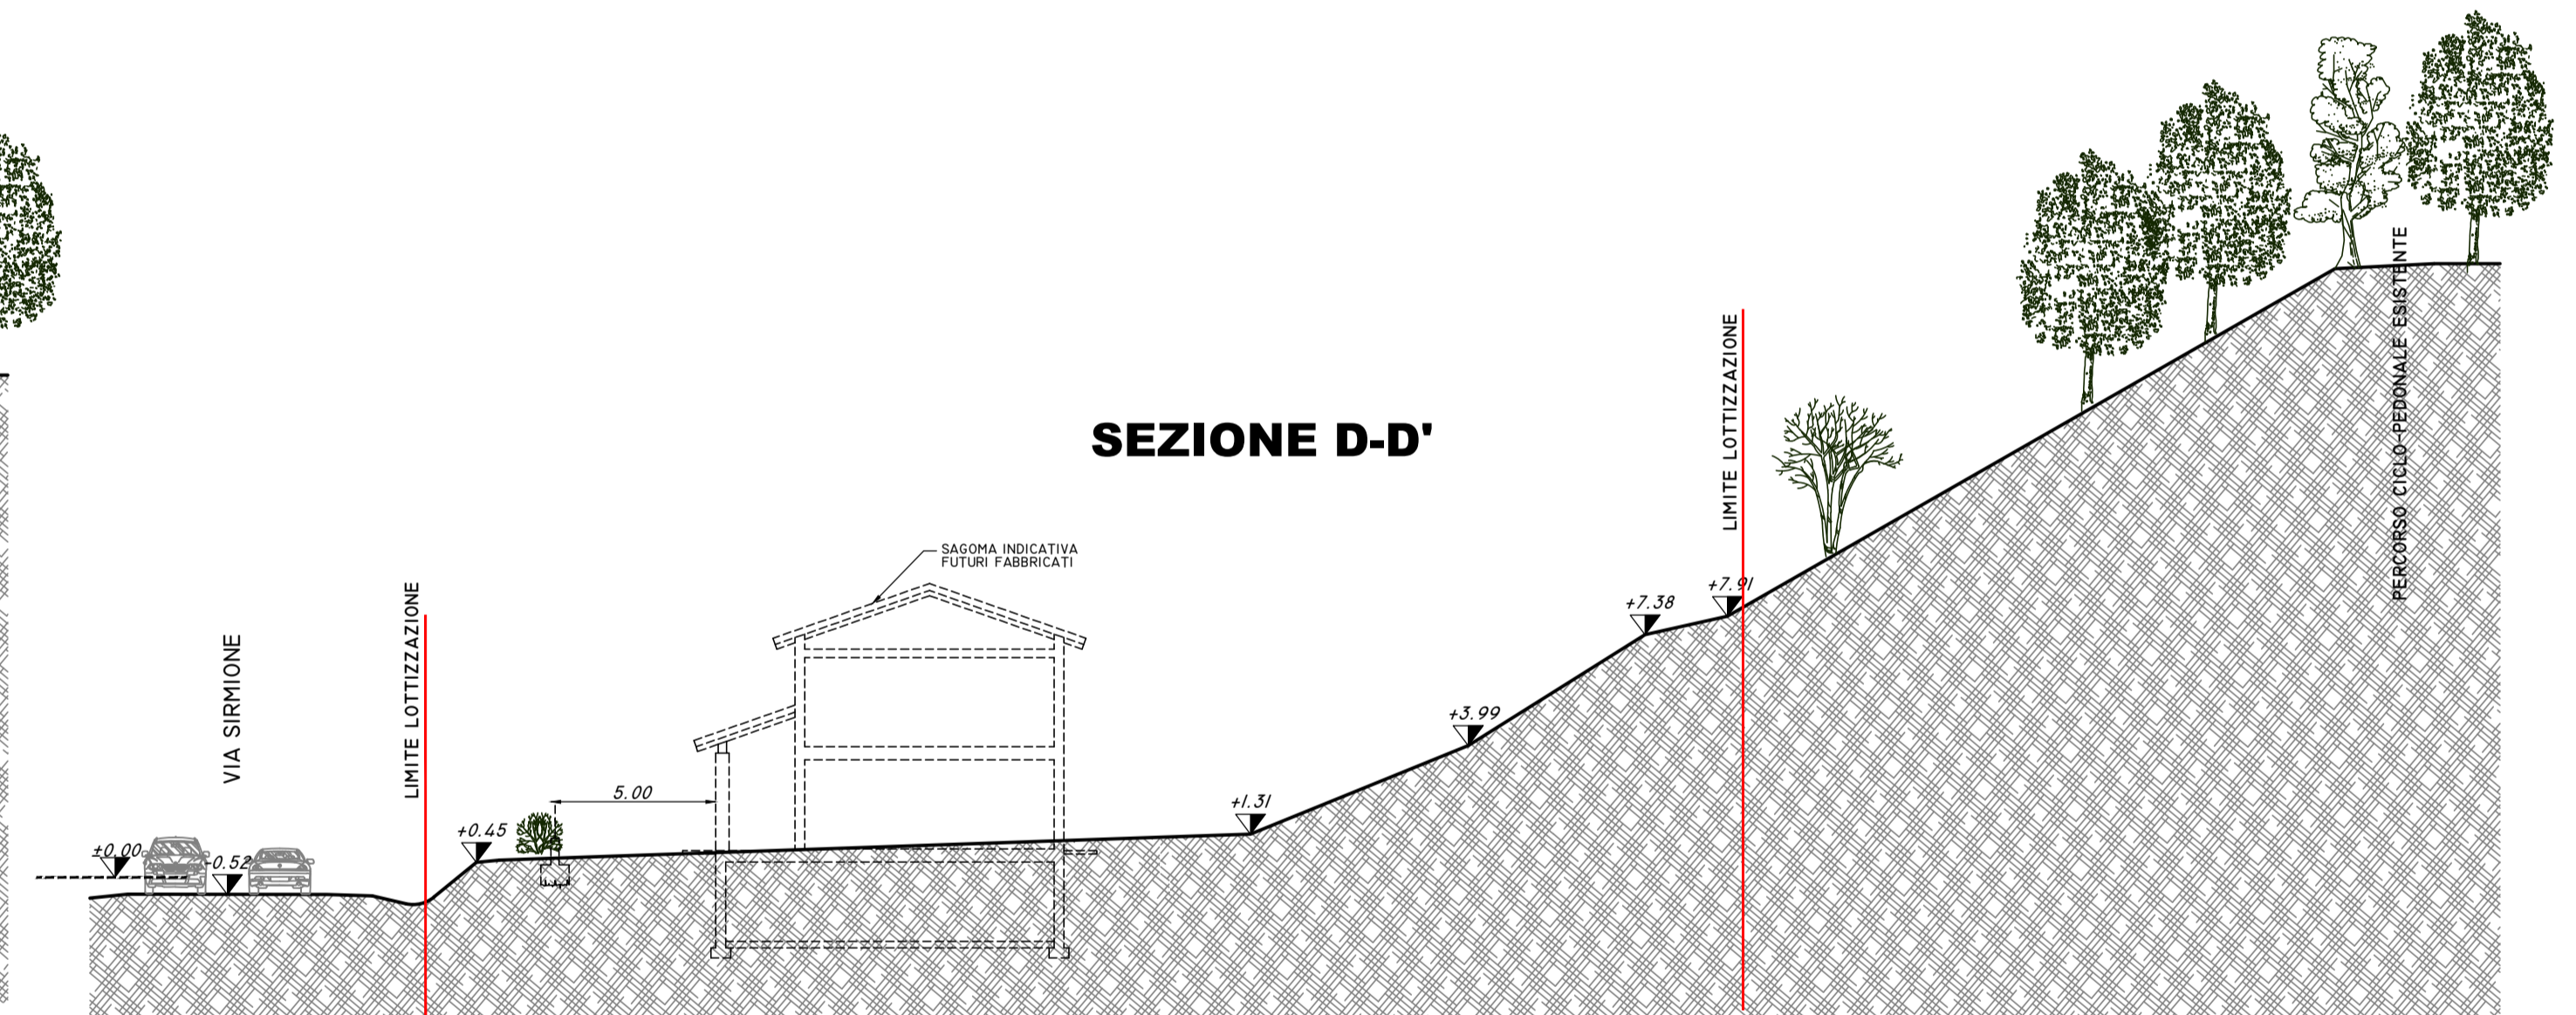 SEZIONE D-D'
SAGOMA INDICATIVA
FUTURI FABBRICATI
VIA SIRMIONE
LIMITE LOTTIZZAZIONE
LIMITE LOTTIZZAZIONE
PERCORSO CICLO-PEDONALE ESISTENTE
±0.00
-0.52
+0.45
5.00
+1.31
+3.99
+7.38
+7.91